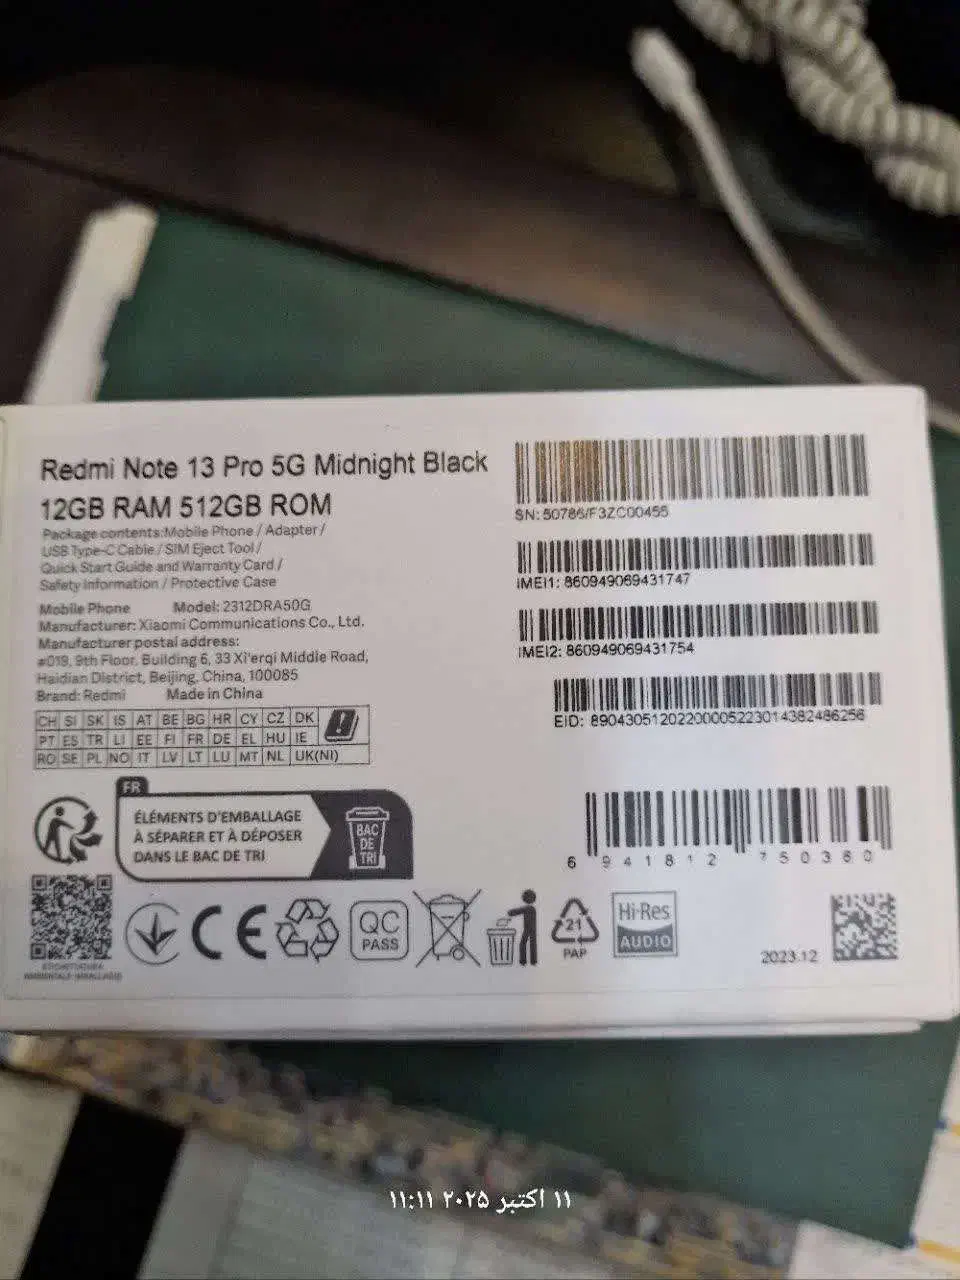 Redmi Note 13 Pro 5G Midnight Black
12GB RAM 512GB ROM
Package contents:Mobile Phone / Adapter /
USB Type-C Cable / SIM Eject Tool /
Quick Start Guide and Warranty Card /
Safety Information / Protective Case
Mobile Phone Model: 2312DRA50G
Manufacturer: Xiaomi Communications Co., Ltd.
Manufacturer postal address:
#019, 9th Floor, Building 6, 33 Xi'erqi Middle Road,
Haidian District, Beijing, China, 100085
Brand: Redmi Made in China
CH SI SK IS AT BE BG HR CY CZ DK
PT ES TR LI EE FI FR DE EL HU IE
RO SE PL NO IT LV LT LU MT NL UK(NI)
SN: 50786/F3ZC00455
IMEI1: 860949069431747
IMEI2: 860949069431754
EID: 89043051202200005223014382486256
6 941812 750360
FR
ÉLÉMENTS D'EMBALLAGE
À SÉPARER ET À DÉPOSER
DANS LE BAC DE TRI
BAC
DE
TRI
CE
QC
PASS
21
PAP
Hi-Res
AUDIO
2023.12
ETICHETTATURA
AMBIENTALE IMBALLAGGI
۱۱ اکتبر ۲۰۲۵ ۱۱:۱۱